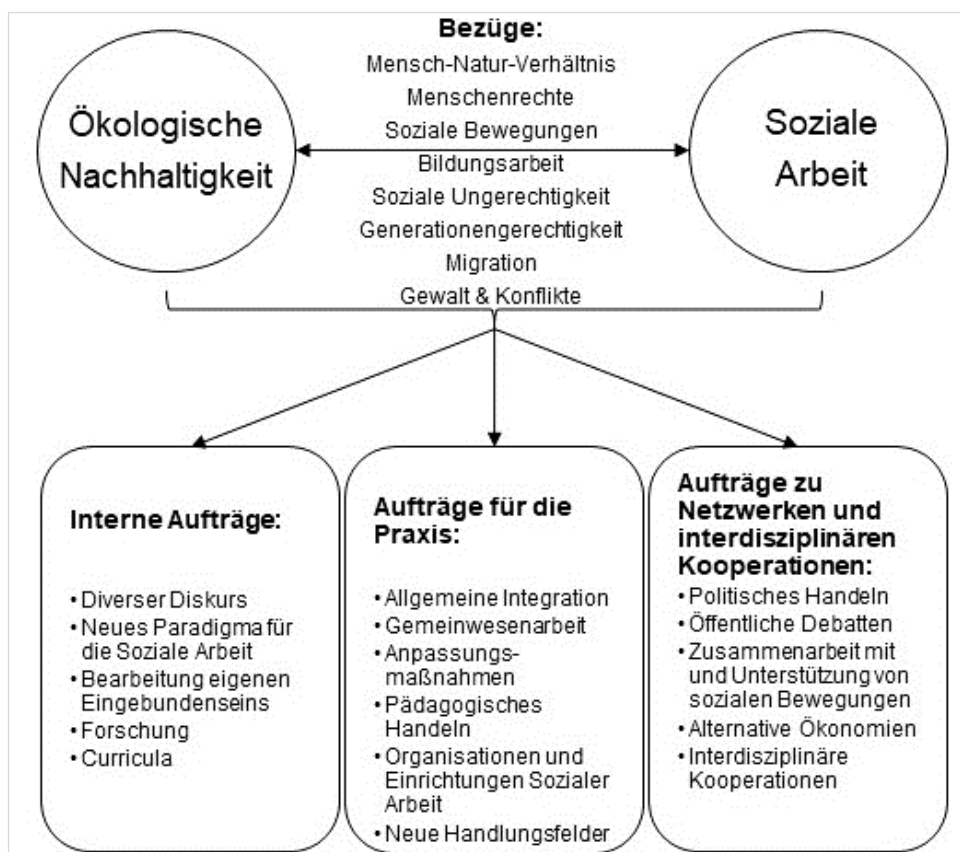 Bezüge:
Mensch-Natur-Verhältnis
Menschenrechte
Soziale Bewegungen
Bildungsarbeit
Soziale Ungerechtigkeit
Generationengerechtigkeit
Migration
Gewalt & Konflikte
Ökologische
Nachhaltigkeit
Soziale
Arbeit
Interne Aufträge:
• Diverser Diskurs
• Neues Paradigma für
die Soziale Arbeit
• Bearbeitung eigenen
Eingebundenseins
• Forschung
• Curricula
Aufträge für die
Praxis:
• Allgemeine Integration
• Gemeinwesenarbeit
• Anpassungs-
maßnahmen
• Pädagogisches
Handeln
• Organisationen und
Einrichtungen Sozialer
Arbeit
• Neue Handlungsfelder
Aufträge zu
Netzwerken und
interdisziplinären
Kooperationen:
• Politisches Handeln
• Öffentliche Debatten
• Zusammenarbeit mit
und Unterstützung von
sozialen Bewegungen
• Alternative Ökonomien
• Interdisziplinäre
Kooperationen